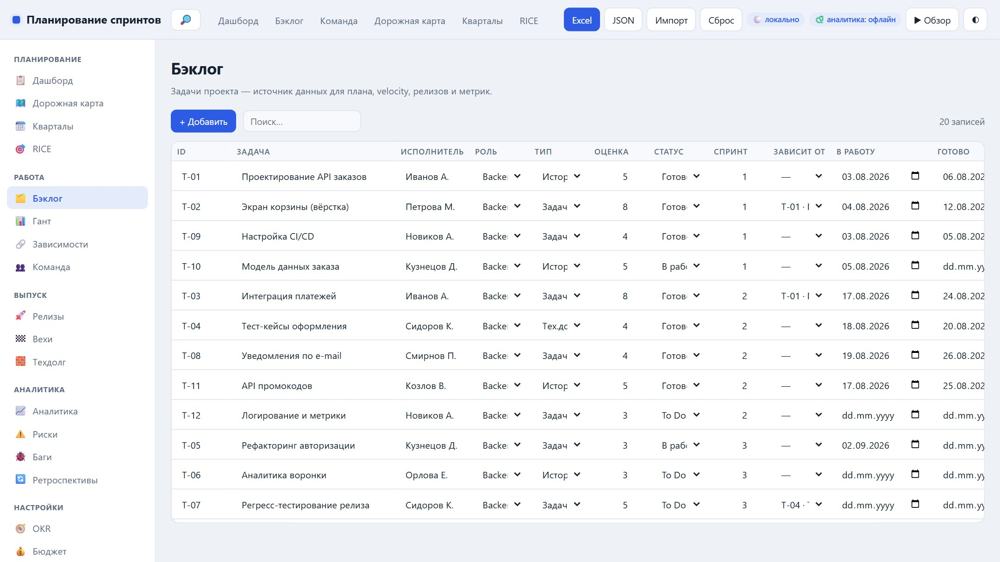 Планирование спринтов
Дашборд Бэклог Команда Дорожная карта Кварталы RICE
Excel JSON Импорт Сброс локально аналитика: офлайн ▶ Обзор
ПЛАНИРОВАНИЕ
Дашборд
Дорожная карта
Кварталы
RICE
РАБОТА
Бэклог
Гант
Зависимости
Команда
ВЫПУСК
Релизы
Вехи
Техдолг
АНАЛИТИКА
Аналитика
Риски
Баги
Ретроспективы
НАСТРОЙКИ
OKR
Бюджет
Бэклог
Задачи проекта — источник данных для плана, velocity, релизов и метрик.
+ Добавить Поиск... 20 записей
ID ЗАДАЧА ИСПОЛНИТЕЛЬ РОЛЬ ТИП ОЦЕНКА СТАТУС СПРИНТ ЗАВИСИТ ОТ В РАБОТУ ГОТОВО
T-01 Проектирование API заказов Иванов А. Backe Истор 5 Готов 1 — 03.08.2026 06.08.202
T-02 Экран корзины (вёрстка) Петрова М. Backe Задач 8 Готов 1 T-01 · 04.08.2026 12.08.202
T-09 Настройка CI/CD Новиков А. Backe Задач 4 Готов 1 — 03.08.2026 05.08.202
T-10 Модель данных заказа Кузнецов Д. Backe Истор 5 В рабо 1 — 05.08.2026 dd.mm.yy
T-03 Интеграция платежей Иванов А. Backe Задач 8 Готов 2 T-01 · 17.08.2026 24.08.202
T-04 Тест-кейсы оформления Сидоров К. Backe Тех.дс 4 Готов 2 — 18.08.2026 20.08.202
T-08 Уведомления по e-mail Смирнов П. Backe Задач 4 Готов 2 — 19.08.2026 26.08.202
T-11 API промокодов Козлов В. Backe Истор 5 Готов 2 — 17.08.2026 25.08.202
T-12 Логирование и метрики Новиков А. Backe Задач 3 To Do 2 — dd.mm.yyyy dd.mm.yy
T-05 Рефакторинг авторизации Кузнецов Д. Backe Задач 3 В рабо 3 — 02.09.2026 dd.mm.yy
T-06 Аналитика воронки Орлова Е. Backe Истор 3 To Do 3 — dd.mm.yyyy dd.mm.yy
T-07 Регресс-тестирование релиза Сидоров К. Backe Задач 5 To Do 3 T-04 · dd.mm.yyyy dd.mm.yy